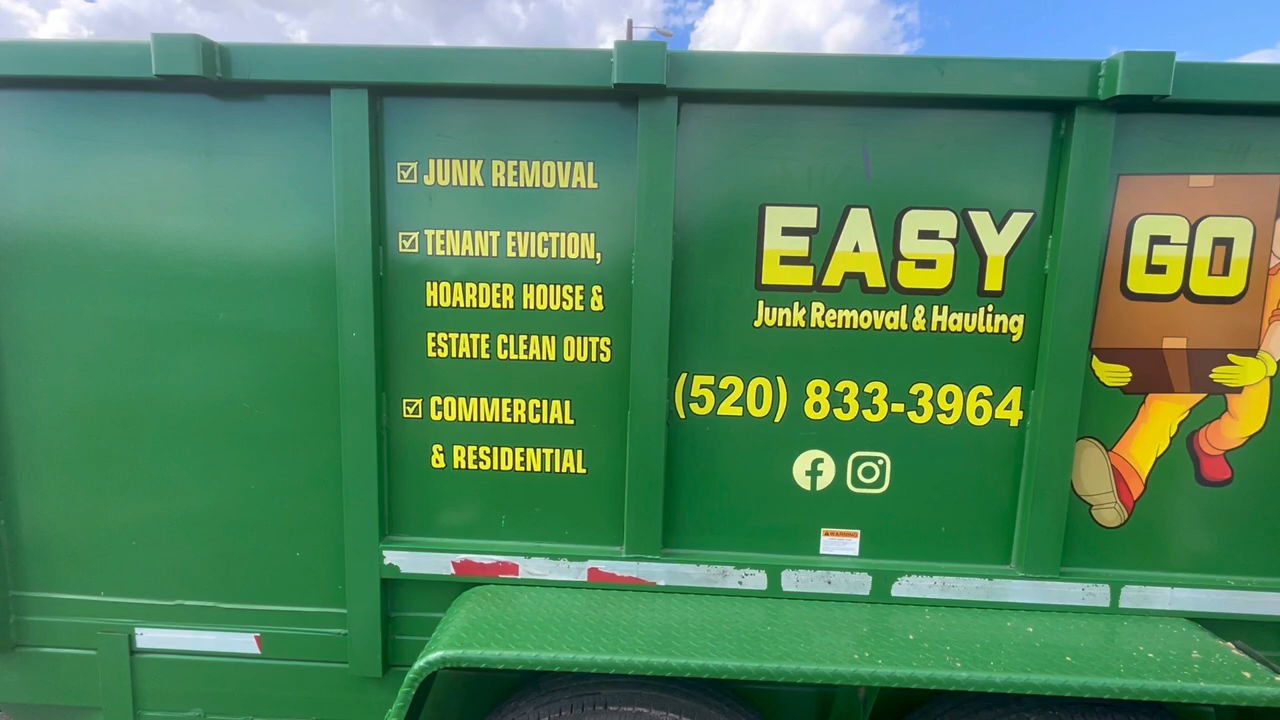 JUNK REMOVAL
TENANT EVICTION,
HOARDER HOUSE &
ESTATE CLEAN OUTS
COMMERCIAL
& RESIDENTIAL
EASY
Junk Removal & Hauling
(520) 833-3964
GO
WARNING